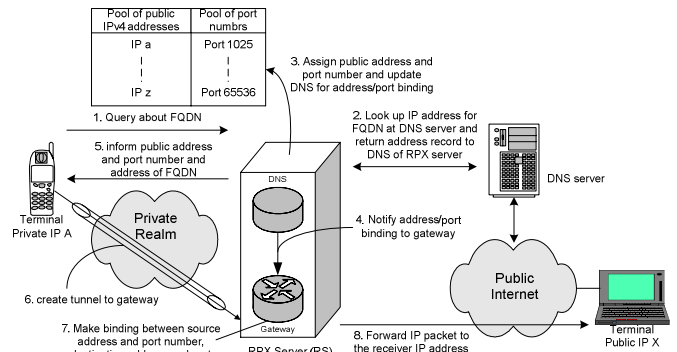 Pool of public
IPv4 addresses
Pool of port
numbrs
IP a
Port 1025
IP z
Port 65536
3. Assign public address and
port number and update
DNS for address/port binding
1. Query about FQDN
2. Look up IP address for
FQDN at DNS server and
return address record to
DNS of RPX server
5. inform public address
and port number and
address of FQDN
DNS
DNS server
Terminal
Private IP A
Private
Realm
4. Notify address/port
binding to gateway
Public
Internet
6. create tunnel to gateway
7. Make binding between source
address and port number,
Gateway
RPX Server (RS)
8. Forward IP packet to
the receiver IP address
Terminal
Public IP X